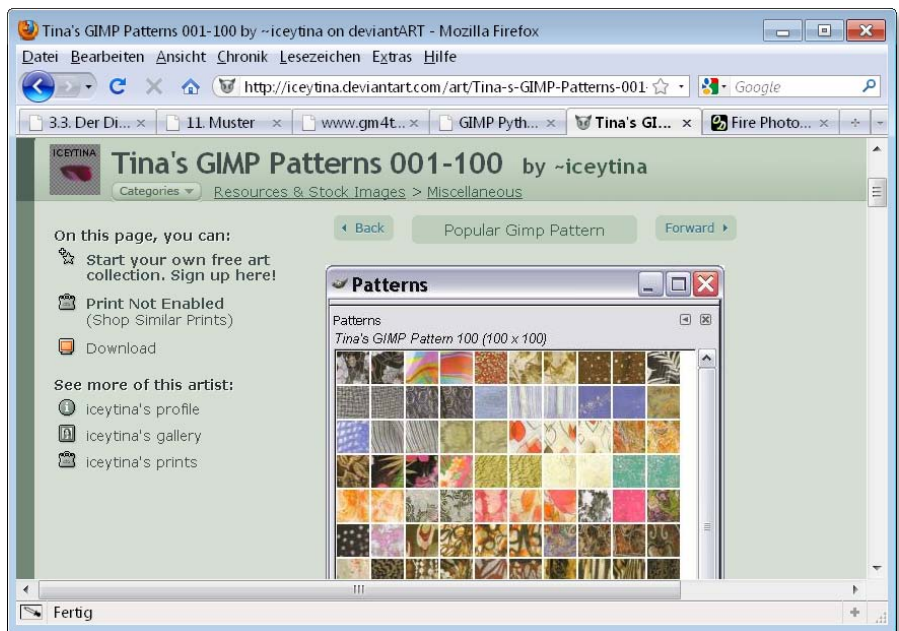 Tina's GIMP Patterns 001-100 by ~iceytina on deviantART - Mozilla Firefox
Datei Bearbeiten Ansicht Chronik Lesezeichen Extras Hilfe
http://iceytina.deviantart.com/art/Tina-s-GIMP-Patterns-001- Google
3.3. Der Di... 11. Muster www.gm4t... GIMP Pyth... Tina's GI... Fire Photo...
ICEYTINA
Tina's GIMP Patterns 001-100 by ~iceytina
Categories Resources & Stock Images > Miscellaneous
Back Popular Gimp Pattern Forward
On this page, you can:
Start your own free art
collection. Sign up here!
Print Not Enabled
(Shop Similar Prints)
Download
See more of this artist:
iceytina's profile
iceytina's gallery
iceytina's prints
Patterns
Patterns
Tina's GIMP Pattern 100 (100 x 100)
Fertig